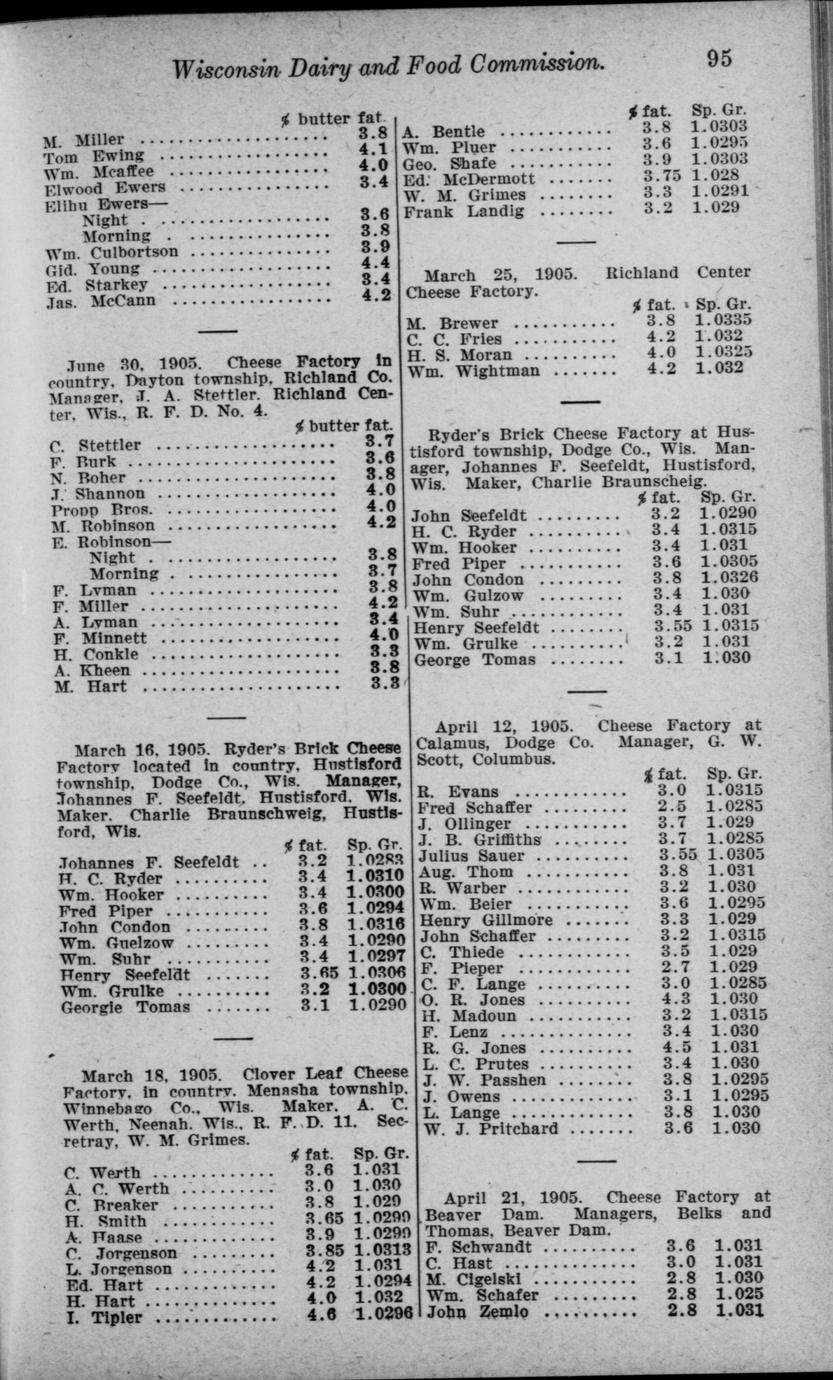 Wisconsin Dairy and Food Commission. 95
% butter fat.
M. Miller .................... 3.8
Tom Ewing .................. 4.1
Wm. Mcaffee ................. 4.0
Elwood Ewers ................ 3.4
Elihu Ewers—
Night . .................. 3.6
Morning . ............... 3.8
Wm. Culbortson ............... 3.9
Gid. Young ................... 4.4
Ed. Starkey .................. 3.4
Jas. McCann ................. 4.2
June 30, 1905. Cheese Factory in
country, Dayton township, Richland Co.
Manager, J. A. Stettler. Richland Cen-
ter, Wis., R. F. D. No. 4.
% butter fat.
C. Stettler ................... 3.7
F. Burk ...................... 3.6
N. Boher ..................... 3.8
J. Shannon ................... 4.0
Propp Bros. .................. 4.0
M. Robinson .................. 4.2
E. Robinson—
Night . .................. 3.8
Morning . ................ 3.7
F. Lyman .................... 3.8
F. Miller ..................... 4.2
A. Lyman .................... 3.4
F. Minnett ................... 4.0
H. Conkle .................... 3.3
A. Kheen ..................... 3.8
M. Hart ..................... 3.3
March 16, 1905. Ryder's Brick Cheese
Factory located in country, Hustisford
township, Dodge Co., Wis. Manager,
Johannes F. Seefeldt, Hustisford, Wis.
Maker. Charlie Braunschweig, Hustis-
ford, Wis.
% fat. Sp. Gr.
Johannes F. Seefeldt .. 3.2 1.0283
H. C. Ryder .......... 3.4 1.0310
Wm. Hooker .......... 3.4 1.0300
Fred Piper ........... 3.6 1.0294
John Condon ......... 3.8 1.0316
Wm. Guelzow ......... 3.4 1.0290
Wm. Suhr ............ 3.4 1.0297
Henry Seefeldt ....... 3.65 1.0306
Wm. Grulke .......... 3.2 1.0300
Georgie Tomas ....... 3.1 1.0290
March 18, 1905. Clover Leaf Cheese
Factory, in country. Menasha township,
Winnebago Co., Wis. Maker, A. C.
Werth, Neenah, Wis., R. F. D. 11. Sec-
retray, W. M. Grimes.
% fat. Sp. Gr.
C. Werth ............. 3.6 1.031
A. C. Werth .......... 3.0 1.030
C. Breaker ........... 3.8 1.029
H. Smith ............ 3.65 1.0299
A. Haase ............. 3.9 1.0299
C. Jorgenson ......... 3.85 1.0313
L. Jorgenson .......... 4.2 1.031
Ed. Hart ............. 4.2 1.0294
H. Hart .............. 4.0 1.032
I. Tipler ............. 4.6 1.0296
% fat. Sp. Gr.
A. Bentle ............ 3.8 1.0303
Wm. Pluer ........... 3.6 1.0295
Geo. Shafe ........... 3.9 1.0303
Ed. McDermott ....... 3.75 1.028
W. M. Grimes ........ 3.3 1.0291
Frank Landig ........ 3.2 1.029
March 25, 1905. Richland Center
Cheese Factory.
% fat. Sp. Gr.
M. Brewer ........... 3.8 1.0335
C. C. Fries ........... 4.2 1.032
H. S. Moran .......... 4.0 1.0325
Wm. Wightman ....... 4.2 1.032
Ryder's Brick Cheese Factory at Hus-
tisford township, Dodge Co., Wis. Man-
ager, Johannes F. Seefeldt, Hustisford,
Wis. Maker, Charlie Braunscheig.
% fat. Sp. Gr.
John Seefeldt ......... 3.2 1.0290
H. C. Ryder .......... 3.4 1.0315
Wm. Hooker .......... 3.4 1.031
Fred Piper ........... 3.6 1.0305
John Condon ......... 3.8 1.0326
Wm. Gulzow ......... 3.4 1.030
Wm. Suhr ............ 3.4 1.031
Henry Seefeldt ........ 3.55 1.0315
Wm. Grulke .......... 3.2 1.031
George Tomas ........ 3.1 1.030
April 12, 1905. Cheese Factory at
Calamus, Dodge Co. Manager, G. W.
Scott, Columbus.
% fat. Sp. Gr.
R. Evans ............ 3.0 1.0315
Fred Schaffer ......... 2.5 1.0285
J. Ollinger ........... 3.7 1.029
J. B. Griffiths ........ 3.7 1.0285
Julius Sauer .......... 3.55 1.0305
Aug. Thom ........... 3.8 1.031
R. Warber ........... 3.2 1.030
Wm. Beier ........... 3.6 1.0295
Henry Gillmore ....... 3.3 1.029
John Schaffer ......... 3.2 1.0315
C. Thiede ............ 3.5 1.029
F. Pieper ............ 2.7 1.029
C. F. Lange .......... 3.0 1.0285
O. R. Jones .......... 4.3 1.030
H. Madoun ........... 3.2 1.0315
F. Lenz .............. 3.4 1.030
R. G. Jones .......... 4.5 1.031
L. C. Prutes .......... 3.4 1.030
J. W. Passhen ........ 3.8 1.0295
J. Owens ............. 3.1 1.0295
L. Lange ............. 3.8 1.030
W. J. Pritchard ....... 3.6 1.030
April 21, 1905. Cheese Factory at
Beaver Dam. Managers, Belks and
Thomas, Beaver Dam.
F. Schwandt .......... 3.6 1.031
C. Hast .............. 3.0 1.031
M. Cigelski ........... 2.8 1.030
Wm. Schafer ......... 2.8 1.025
John Zemlo .......... 2.8 1.031